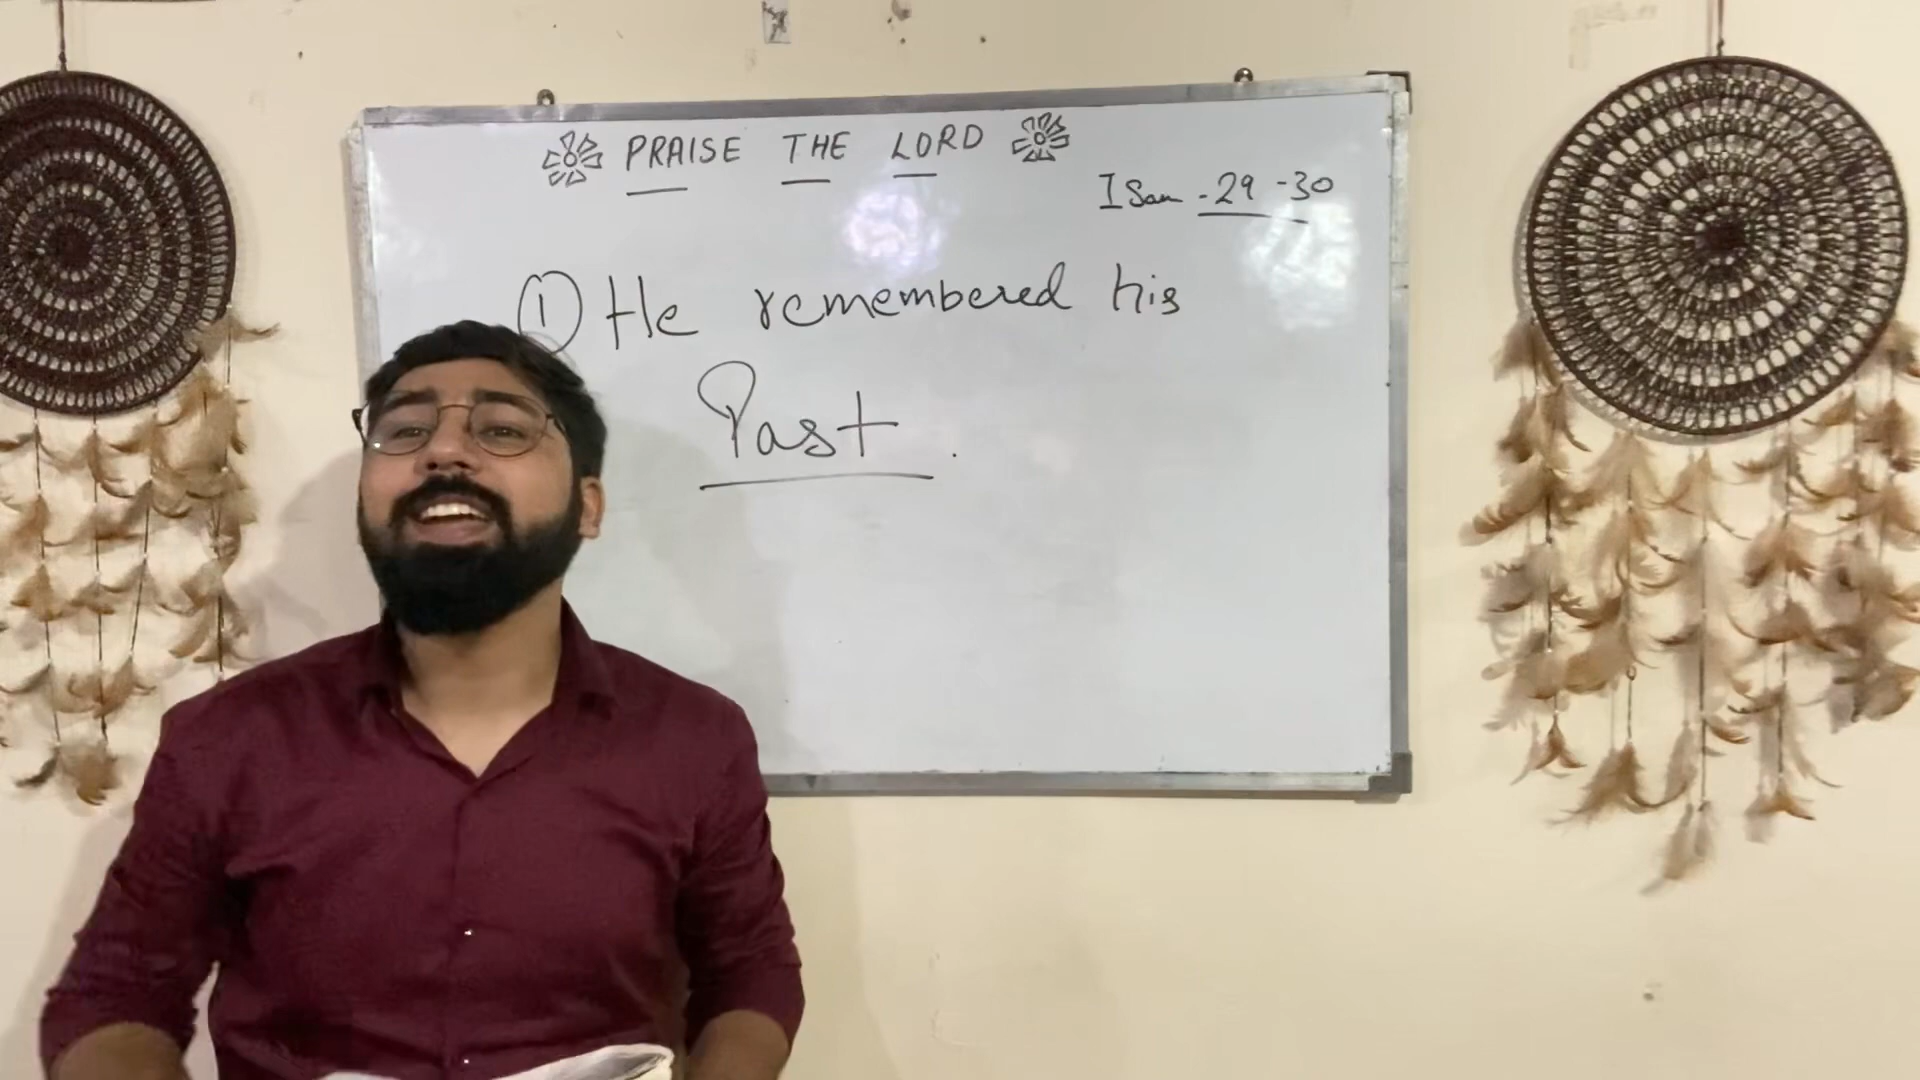 PRAISE THE LORD
I Sam - 29 - 30
① He remembered his
Past.